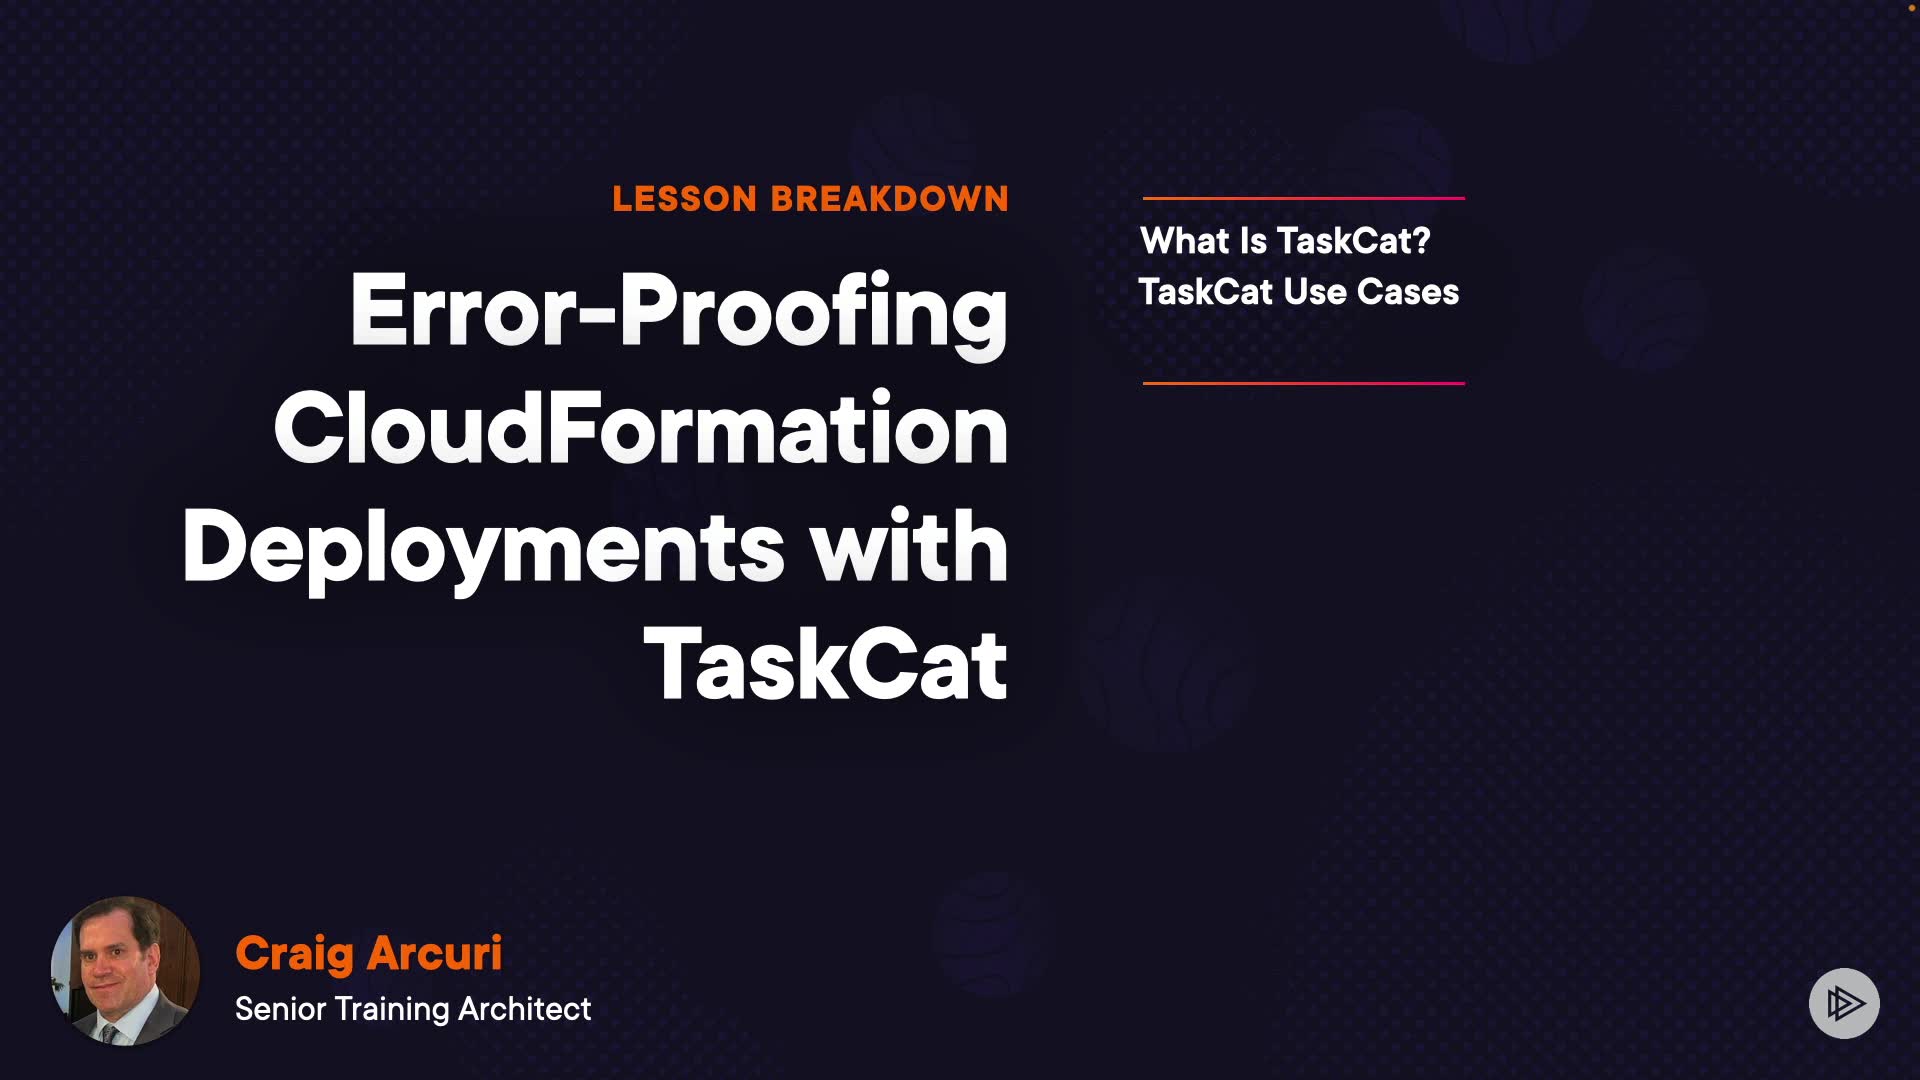 LESSON BREAKDOWN
Error-Proofing
CloudFormation
Deployments with
TaskCat
What Is TaskCat?
TaskCat Use Cases
Craig Arcuri
Senior Training Architect